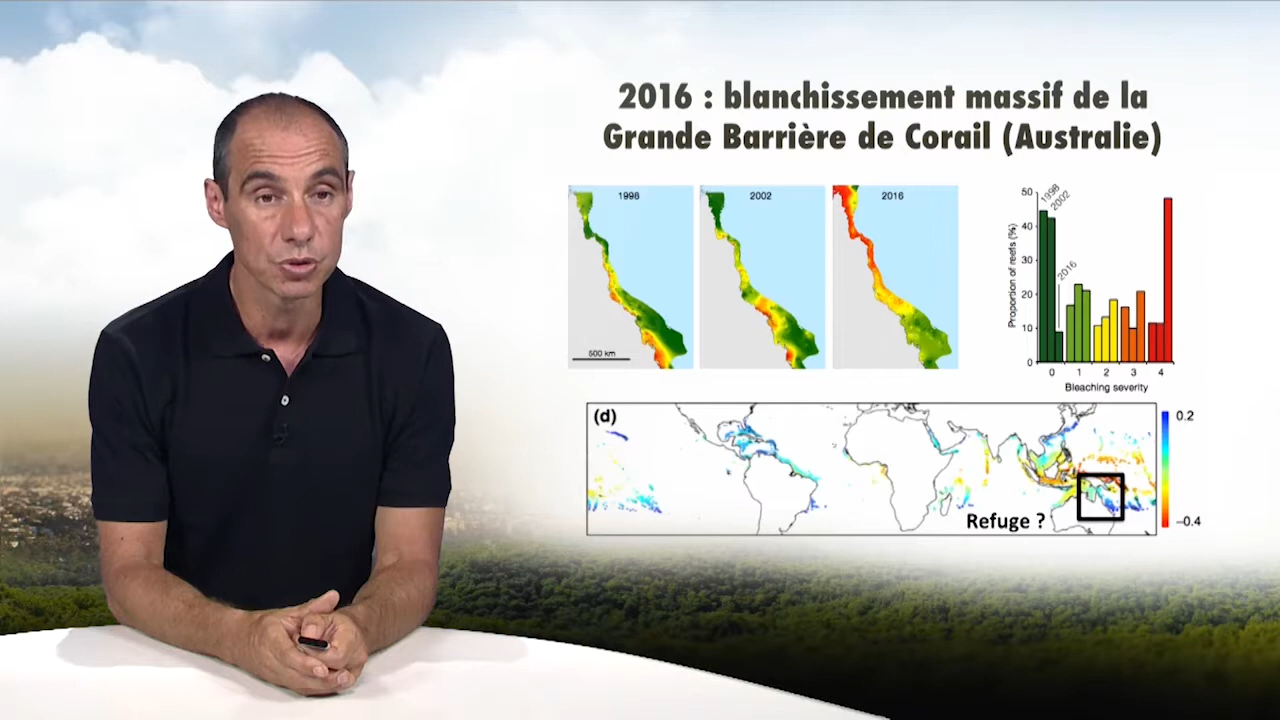 2016 : blanchissement massif de la
Grande Barrière de Corail (Australie)
1998
2002
2016
500 km
Proportion of reefs (%)
50
40
30
20
10
0
1998
2002
2016
0 1 2 3 4
Bleaching severity
(d)
Refuge ?
0.2
–0.4